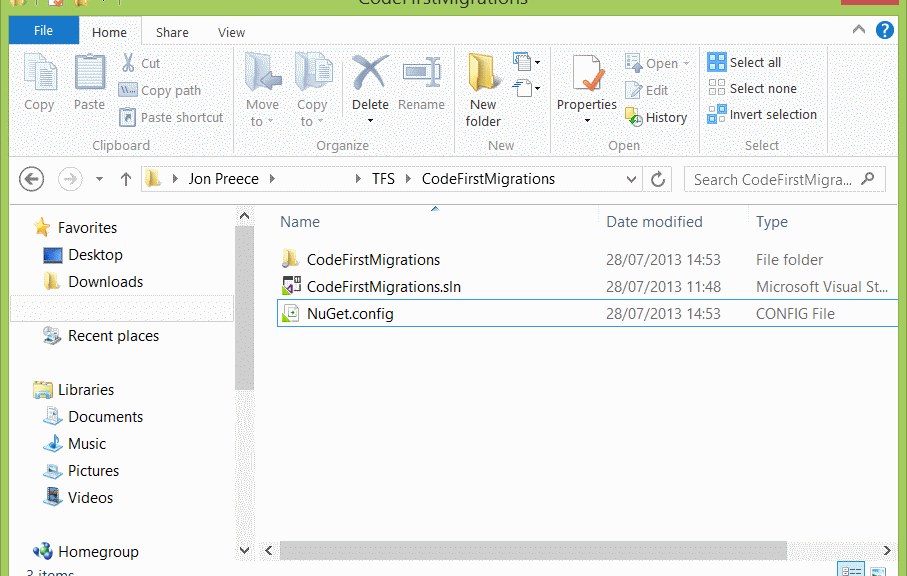 CodeFirstMigrations
File Home Share View
Copy
Paste
Cut
Copy path
Paste shortcut
Clipboard
Move to
Copy to
Delete
Rename
Organize
New folder
New
Properties
Open
Edit
History
Open
Select all
Select none
Invert selection
Select
Jon Preece TFS CodeFirstMigrations
Search CodeFirstMigra...
Favorites
Desktop
Downloads
Recent places
Libraries
Documents
Music
Pictures
Videos
Homegroup
Name Date modified Type
CodeFirstMigrations 28/07/2013 14:53 File folder
CodeFirstMigrations.sln 28/07/2013 11:48 Microsoft Visual St...
NuGet.config 28/07/2013 14:53 CONFIG File
3 items